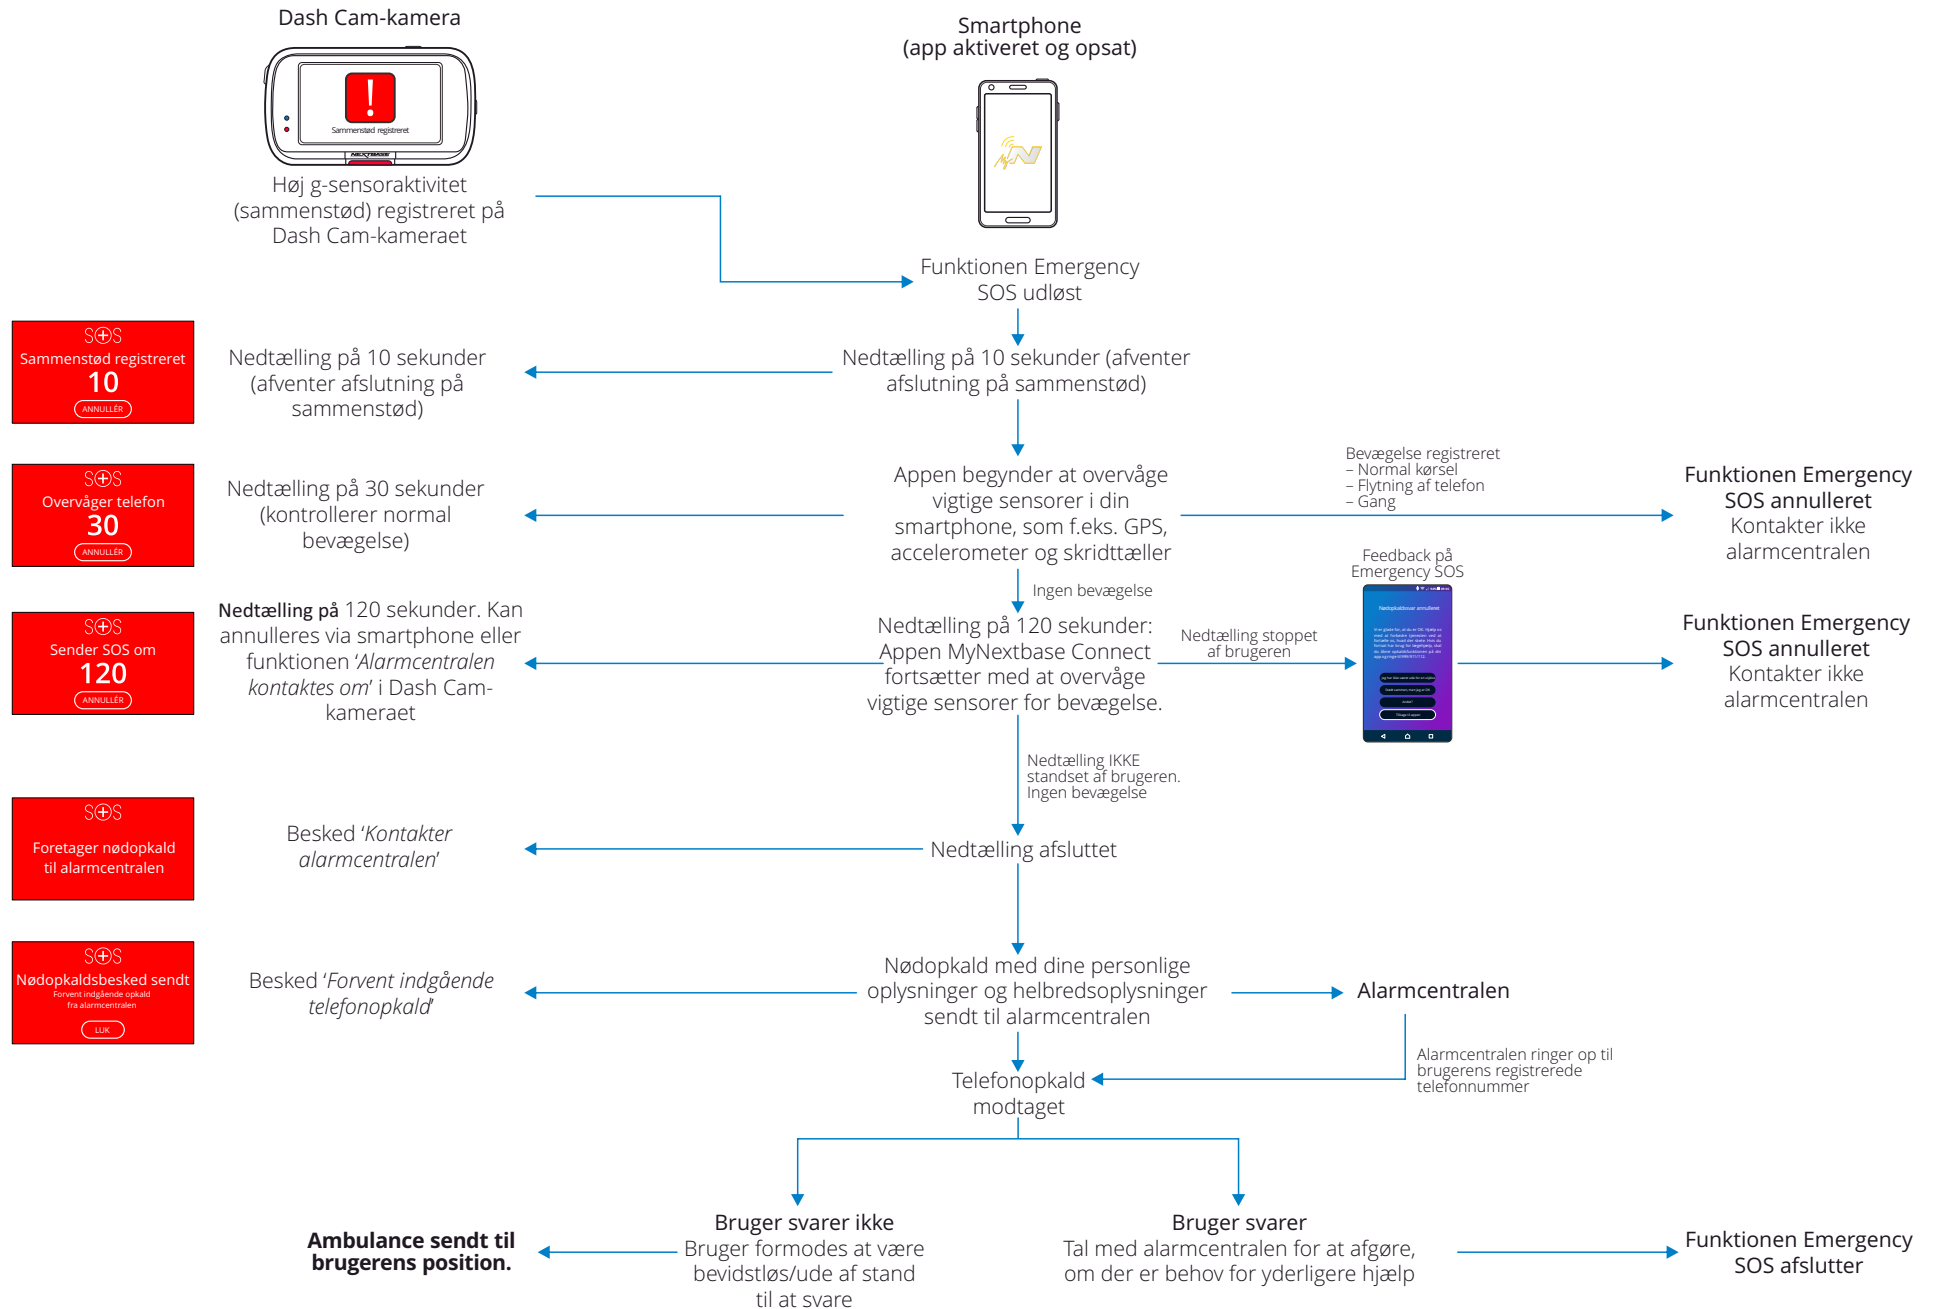 Dash Cam-kamera
Smartphone
(app aktiveret og opsat)
!
Sammenstød registreret
NEXTBASE
Høj g-sensoraktivitet
(sammenstød) registreret på
Dash Cam-kameraet
Funktionen Emergency
SOS udløst
SOS
Sammenstød registreret
10
ANNULLÉR
Nedtælling på 10 sekunder
(afventer afslutning på
sammenstød)
Nedtælling på 10 sekunder (afventer
afslutning på sammenstød)
SOS
Overvåger telefon
30
ANNULLÉR
Nedtælling på 30 sekunder
(kontrollerer normal
bevægelse)
Appen begynder at overvåge
vigtige sensorer i din
smartphone, som f.eks. GPS,
accelerometer og skridttæller
Bevægelse registreret
– Normal kørsel
– Flytning af telefon
– Gang
Funktionen Emergency
SOS annulleret
Kontakter ikke
alarmcentralen
Ingen bevægelse
Feedback på
Emergency SOS
SOS
Sender SOS om
120
ANNULLÉR
Nedtælling på 120 sekunder. Kan
annulleres via smartphone eller
funktionen ‘Alarmcentralen
kontaktes om’ i Dash Cam-
kameraet
Nedtælling på 120 sekunder:
Appen MyNextbase Connect
fortsætter med at overvåge
vigtige sensorer for bevægelse.
Nedtælling stoppet
af brugeren
Funktionen Emergency
SOS annulleret
Kontakter ikke
alarmcentralen
Nedtælling IKKE
standset af brugeren.
Ingen bevægelse
SOS
Foretager nødopkald
til alarmcentralen
Besked ‘Kontakter
alarmcentralen’
Nedtælling afsluttet
SOS
Nødopkaldsbesked sendt
Forvent indgående opkald
fra alarmcentralen
LUK
Besked ‘Forvent indgående
telefonopkald’
Nødopkald med dine personlige
oplysninger og helbredsoplysninger
sendt til alarmcentralen
Alarmcentralen
Alarmcentralen ringer op til
brugerens registrerede
telefonnummer
Telefonopkald
modtaget
Ambulance sendt til
brugerens position.
Bruger svarer ikke
Bruger formodes at være
bevidstløs/ude af stand
til at svare
Bruger svarer
Tal med alarmcentralen for at afgøre,
om der er behov for yderligere hjælp
Funktionen Emergency
SOS afslutter